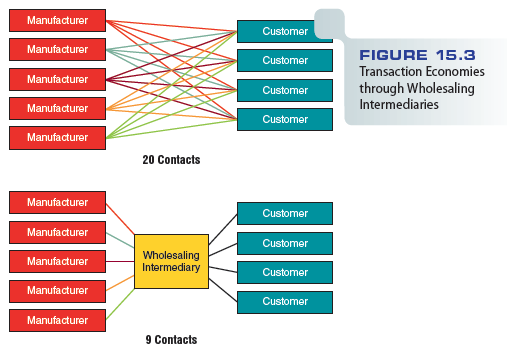 Manufacturer
Manufacturer
Manufacturer
Manufacturer
Manufacturer
Customer
Customer
Customer
Customer
20 Contacts
FIGURE 15.3
Transaction Economies
through Wholesaling
Intermediaries
Manufacturer
Manufacturer
Manufacturer
Manufacturer
Manufacturer
Wholesaling
Intermediary
Customer
Customer
Customer
Customer
9 Contacts